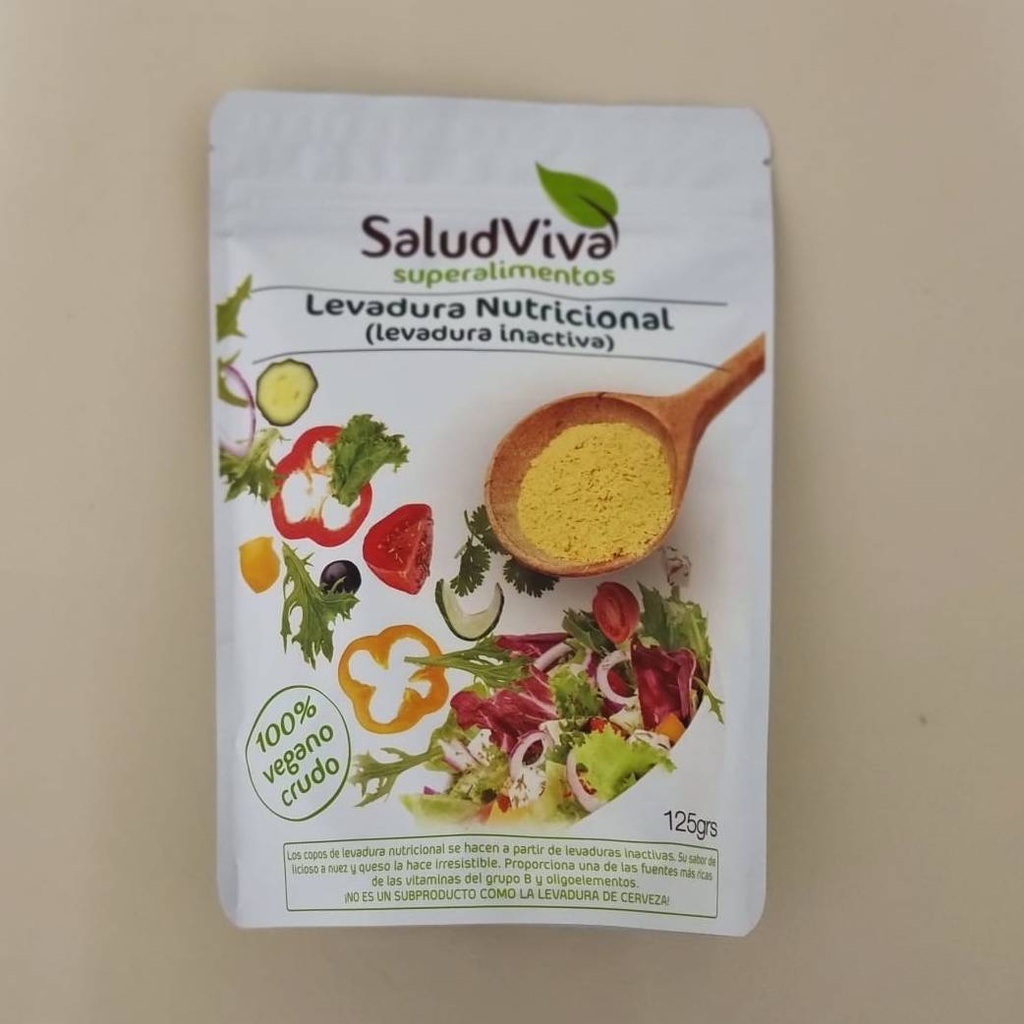 SaludViva
superalimentos
Levadura Nutricional
(levadura inactiva)
100%
vegano
crudo
125grs
Los copos de levadura nutricional se hacen a partir de levaduras inactivas. Su sabor de
licioso a nuez y queso la hace irresistible. Proporciona una de las fuentes más ricas
de las vitaminas del grupo B y oligoelementos.
¡NO ES UN SUBPRODUCTO COMO LA LEVADURA DE CERVEZA!